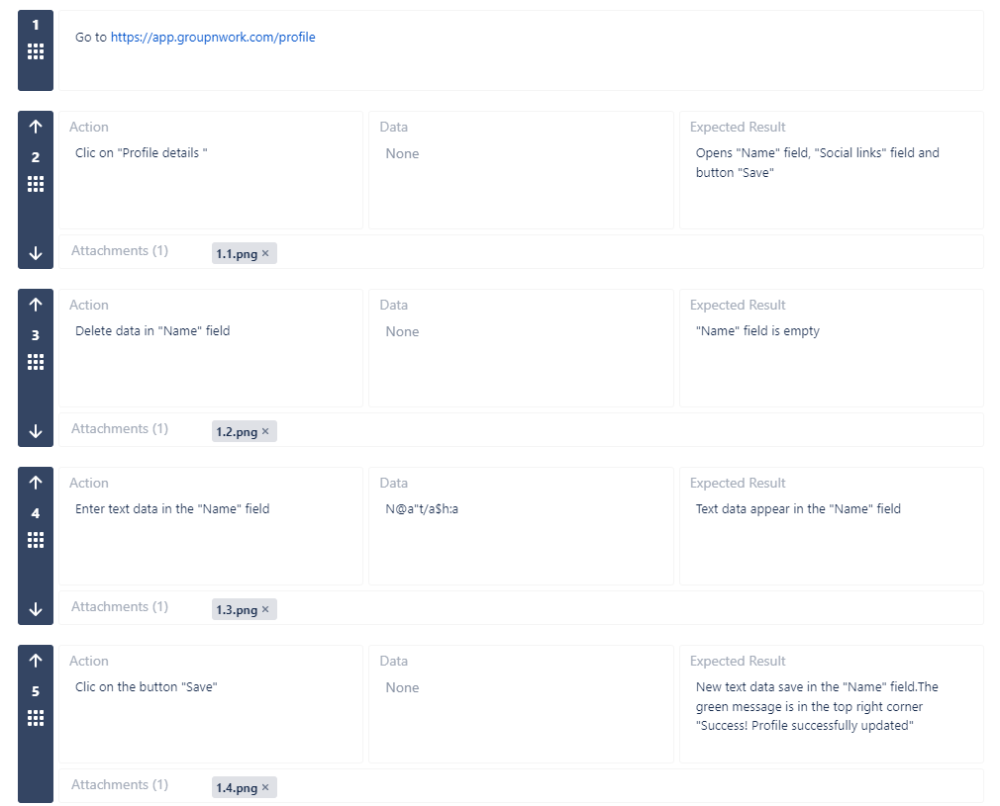 1
Go to https://app.groupnwork.com/profile
Action
Data
Expected Result
2
Clic on "Profile details "
None
Opens "Name" field, "Social links" field and
button "Save"
Attachments (1)
1.1.png ×
Action
Data
Expected Result
3
Delete data in "Name" field
None
"Name" field is empty
Attachments (1)
1.2.png ×
Action
Data
Expected Result
4
Enter text data in the "Name" field
N@a"t/a$h:a
Text data appear in the "Name" field
Attachments (1)
1.3.png ×
Action
Data
Expected Result
5
Clic on the button "Save"
None
New text data save in the "Name" field.The
green message is in the top right corner
"Success! Profile successfully updated"
Attachments (1)
1.4.png ×